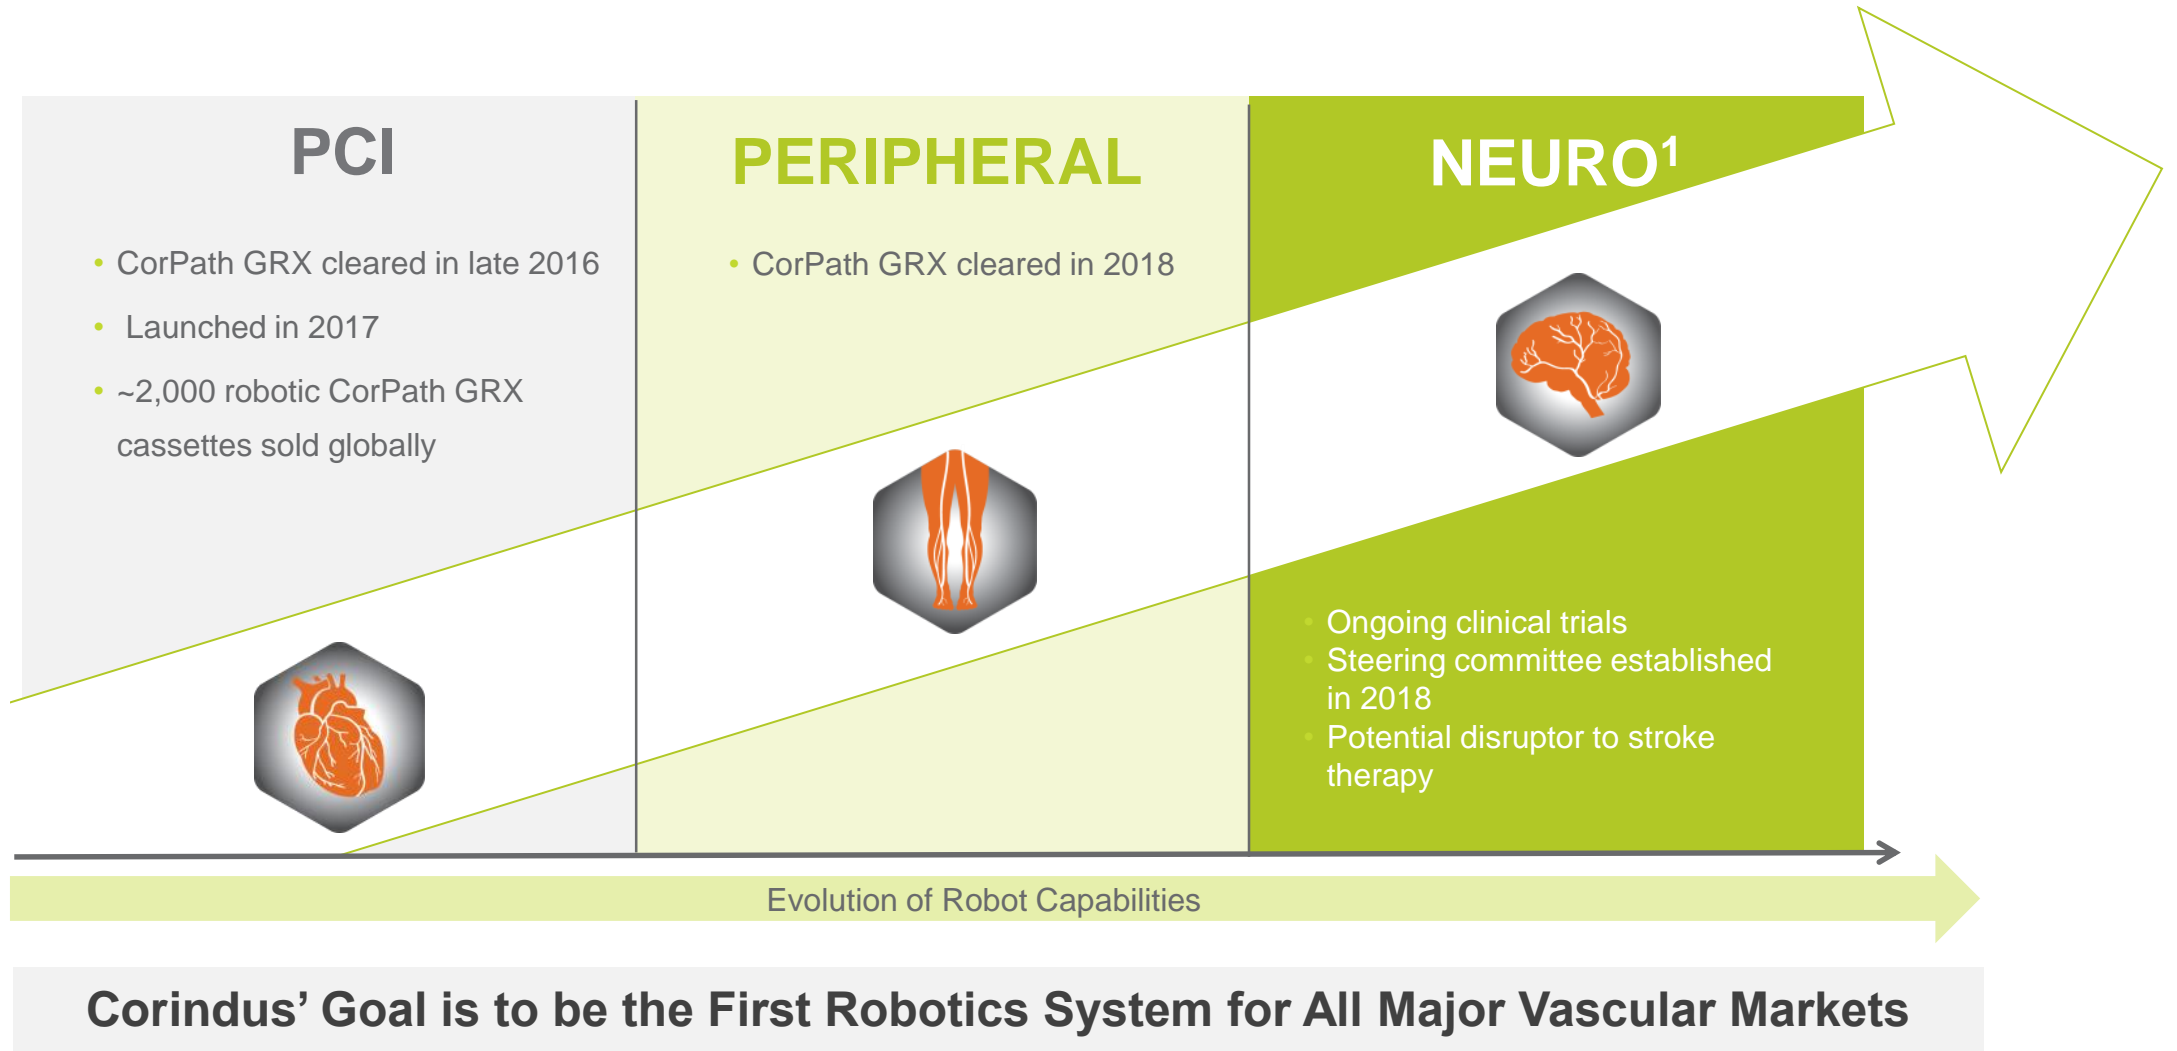 PCI
• CorPath GRX cleared in late 2016
• Launched in 2017
• ~2,000 robotic CorPath GRX
cassettes sold globally
PERIPHERAL
• CorPath GRX cleared in 2018
NEURO¹
• Ongoing clinical trials
• Steering committee established
in 2018
• Potential disruptor to stroke
therapy
Evolution of Robot Capabilities
Corindus’ Goal is to be the First Robotics System for All Major Vascular Markets